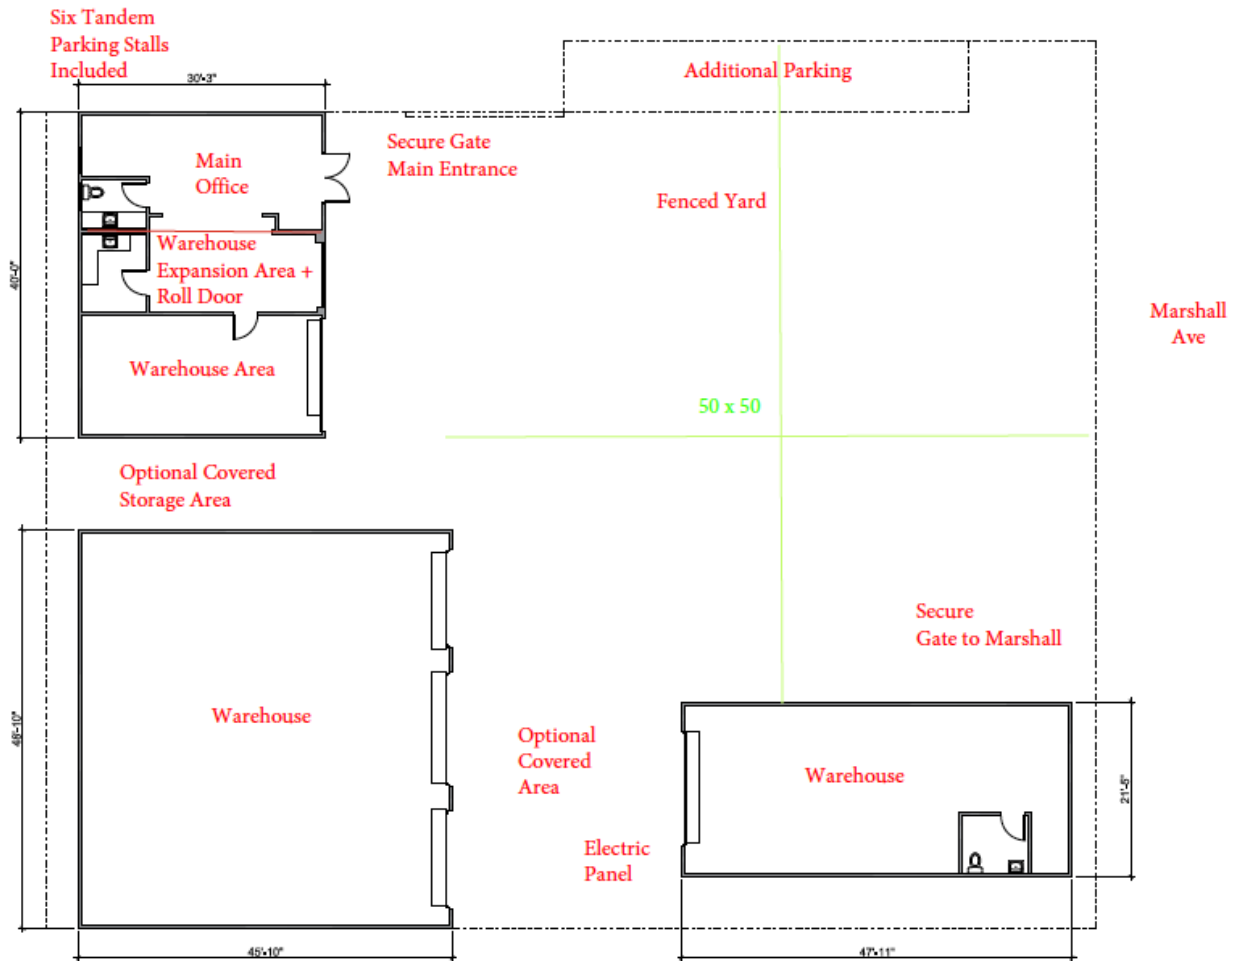 Six Tandem
Parking Stalls
Included
30'-3"
Additional Parking
Secure Gate
Main Entrance
Main
Office
Fenced Yard
40'-0"
Warehouse
Expansion Area +
Roll Door
Marshall
Ave
Warehouse Area
50 x 50
Optional Covered
Storage Area
Secure
Gate to Marshall
48'-10"
Warehouse
Optional
Covered
Area
Warehouse
Electric
Panel
45'-10"
47'-11"